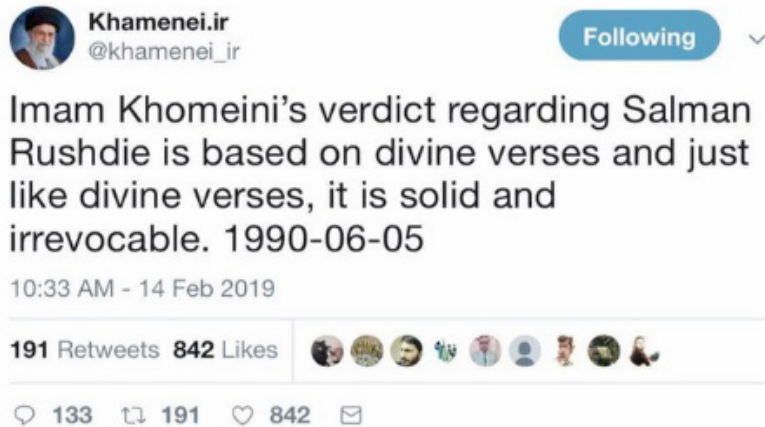 Khamenei.ir
@khamenei_ir
Following
Imam Khomeini’s verdict regarding Salman
Rushdie is based on divine verses and just
like divine verses, it is solid and
irrevocable. 1990-06-05
10:33 AM - 14 Feb 2019
191 Retweets 842 Likes
133 191 842